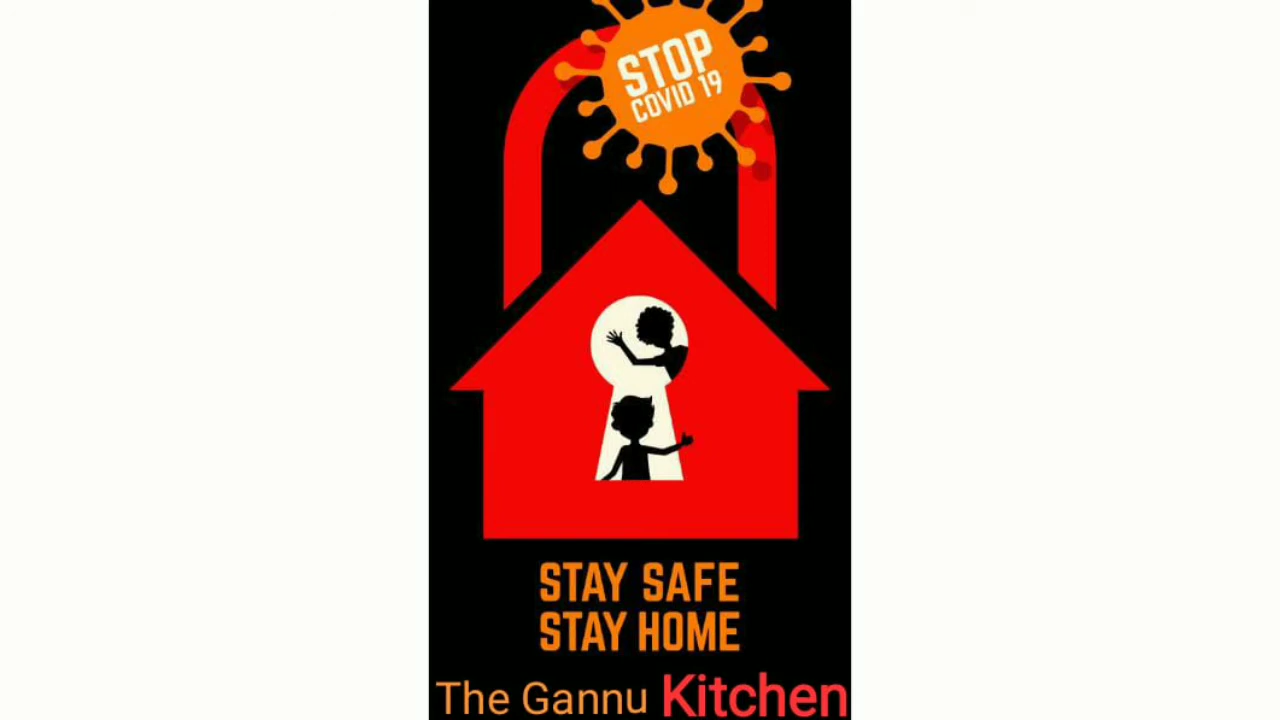 STOP
COVID 19
STAY SAFE
STAY HOME
The Gannu Kitchen